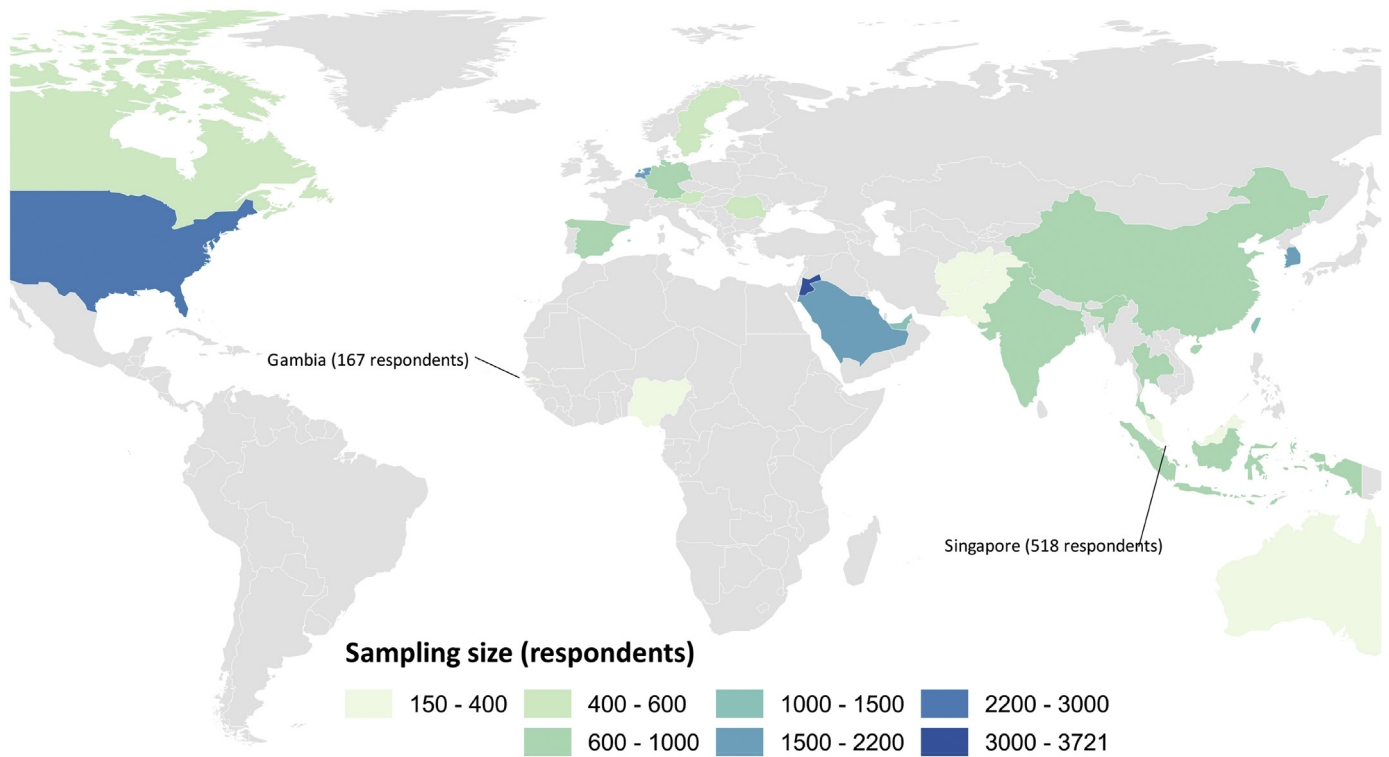 Gambia (167 respondents)
Singapore (518 respondents)
Sampling size (respondents)
150 - 400
400 - 600
1000 - 1500
2200 - 3000
600 - 1000
1500 - 2200
3000 - 3721